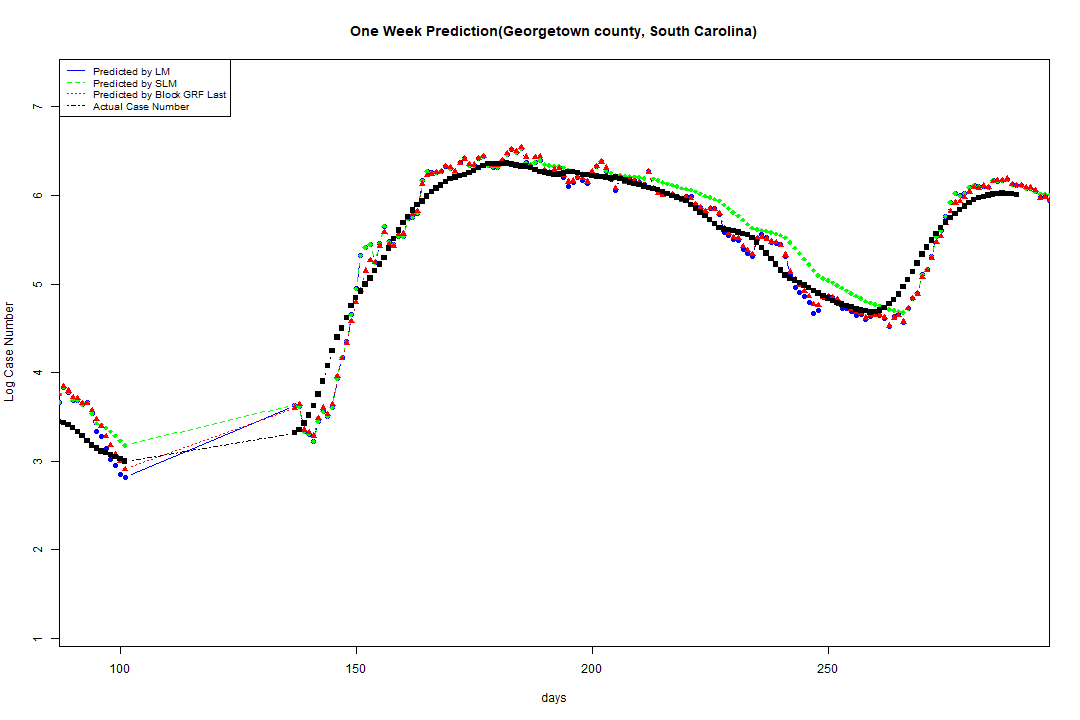 One Week Prediction(Georgetown county, South Carolina)
Predicted by LM
Predicted by SLM
Predicted by Block GRF Last
Actual Case Number
7
6
5
4
3
2
1
Log Case Number
100
150
200
250
days